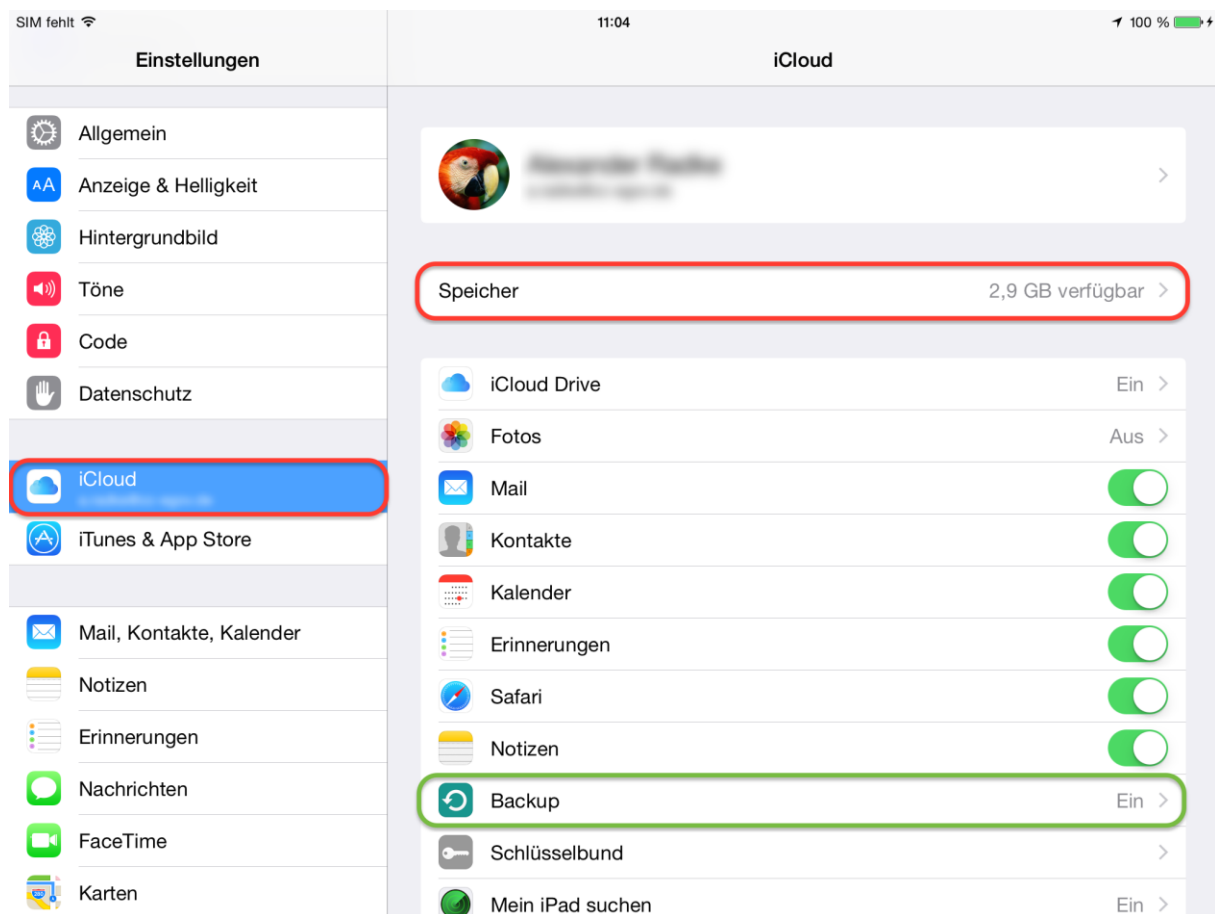 SIM fehlt
11:04
100 %
Einstellungen
iCloud
Allgemein
AA
Anzeige & Helligkeit
Hintergrundbild
Töne
Code
Datenschutz
iCloud
iTunes & App Store
Mail, Kontakte, Kalender
Notizen
Erinnerungen
Nachrichten
FaceTime
Karten
Speicher
2,9 GB verfügbar
iCloud Drive
Ein
Fotos
Aus
Mail
Kontakte
Kalender
Erinnerungen
Safari
Notizen
Backup
Ein
Schlüsselbund
Mein iPad suchen
Ein